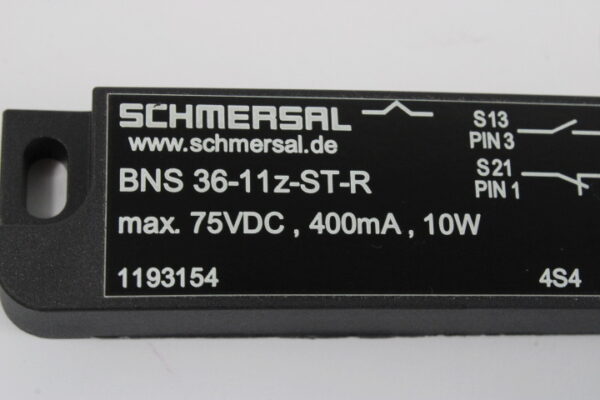 SCHMERSAL
www.schmersal.de
BNS 36-11z-ST-R
max. 75VDC , 400mA , 10W
1193154
S13
PIN 3
S21
PIN 1
4S4